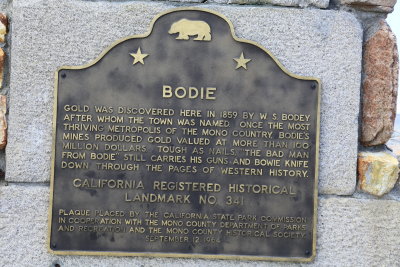 BODIE
GOLD WAS DISCOVERED HERE IN 1859 BY W. S. BODEY
AFTER WHOM THE TOWN WAS NAMED. ONCE THE MOST
THRIVING METROPOLIS OF THE MONO COUNTRY. BODIE'S
MINES PRODUCED GOLD VALUED AT MORE THAN 100
MILLION DOLLARS. TOUGH AS NAILS, THE BAD MAN
FROM BODIE STILL CARRIES HIS GUNS AND BOWIE KNIFE
DOWN THROUGH THE PAGES OF WESTERN HISTORY.
CALIFORNIA REGISTERED HISTORICAL
LANDMARK NO. 341
PLAQUE PLACED BY THE CALIFORNIA STATE PARK COMMISSION
IN COOPERATION WITH THE MONO COUNTY DEPARTMENT OF PARKS
AND RECREATION AND THE MONO COUNTY HISTORICAL SOCIETY.
SEPTEMBER 12, 1964